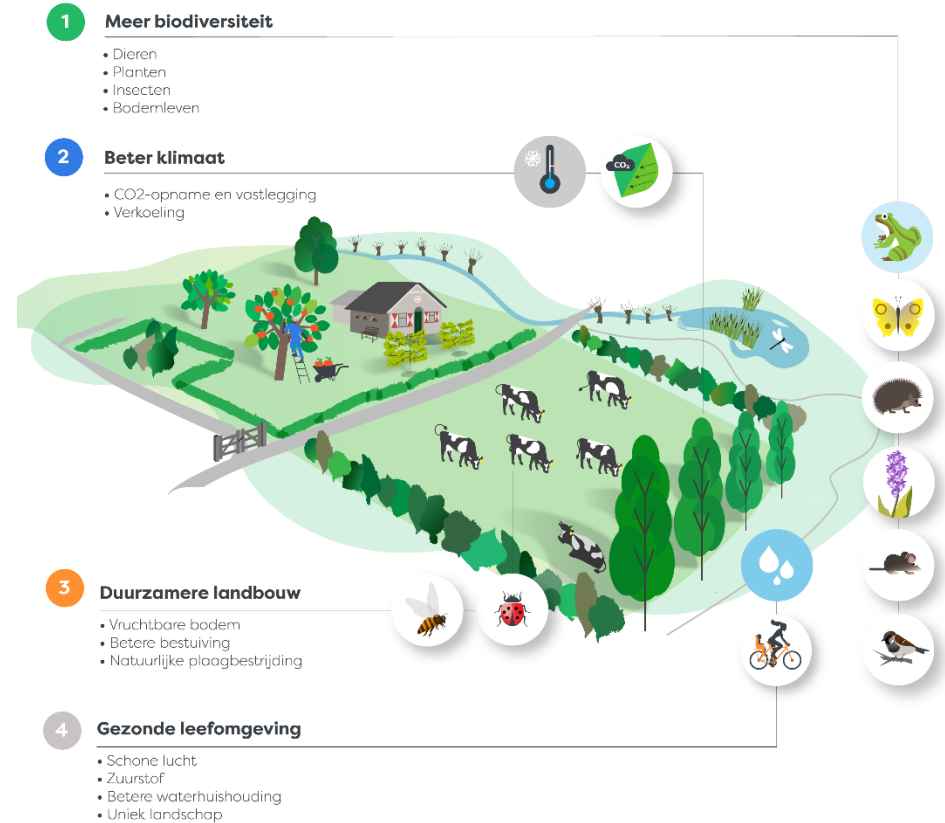 1 Meer biodiversiteit
• Dieren
• Planten
• Insecten
• Bodemleven
2 Beter klimaat
CO₂
• CO2-opname en vastlegging
• Verkoeling
3 Duurzamere landbouw
• Vruchtbare bodem
• Betere bestuiving
• Natuurlijke plaagbestrijding
4 Gezonde leefomgeving
• Schone lucht
• Zuurstof
• Betere waterhuishouding
• Uniek landschap